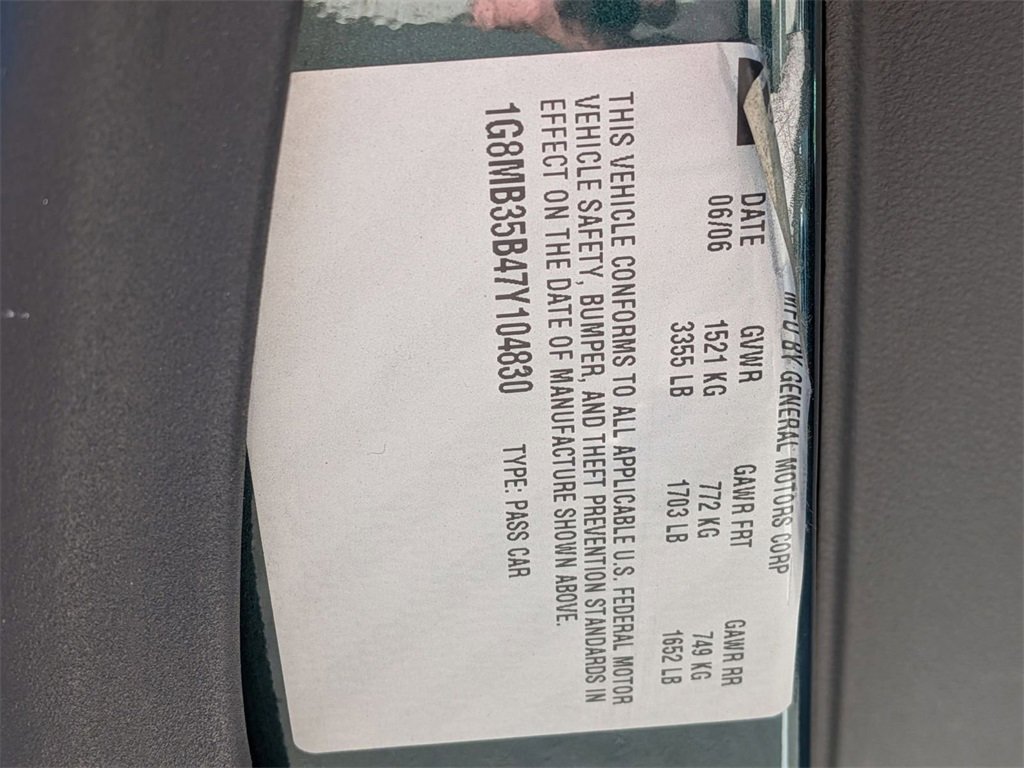 MFD BY GENERAL MOTORS CORP
DATE GVWR GAWR FRT GAWR RR
06/06 1521 KG 772 KG 749 KG
3355 LB 1703 LB 1652 LB
THIS VEHICLE CONFORMS TO ALL APPLICABLE U.S. FEDERAL MOTOR
VEHICLE SAFETY, BUMPER, AND THEFT PREVENTION STANDARDS IN
EFFECT ON THE DATE OF MANUFACTURE SHOWN ABOVE.
1G8MB35B47Y104830 TYPE: PASS CAR